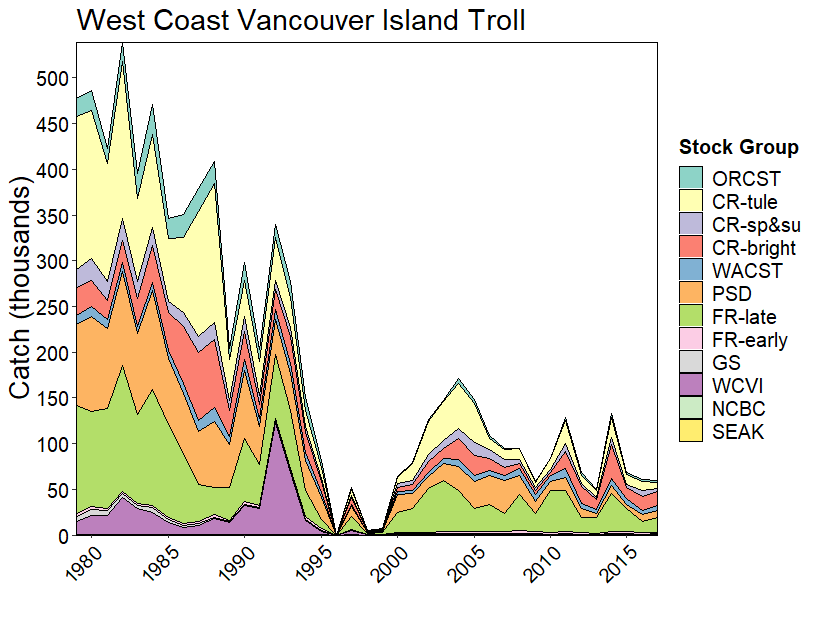 West Coast Vancouver Island Troll
Catch (thousands)
500
450
400
350
300
250
200
150
100
50
0
1980
1985
1990
1995
2000
2005
2010
2015
Stock Group
ORCST
CR-tule
CR-sp&su
CR-bright
WACST
PSD
FR-late
FR-early
GS
WCVI
NCBC
SEAK